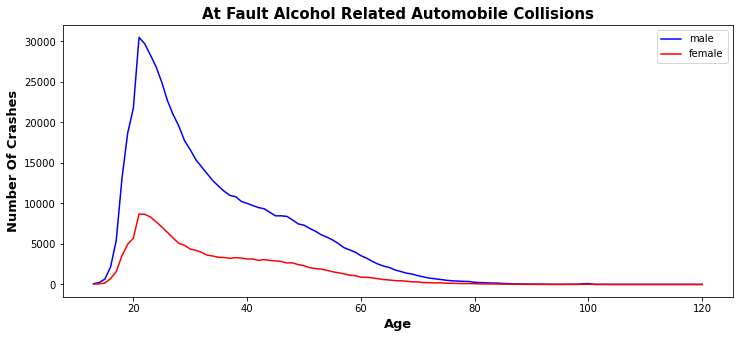 At Fault Alcohol Related Automobile Collisions
male
female
Number Of Crashes
30000
25000
20000
15000
10000
5000
0
20 40 60 80 100 120
Age